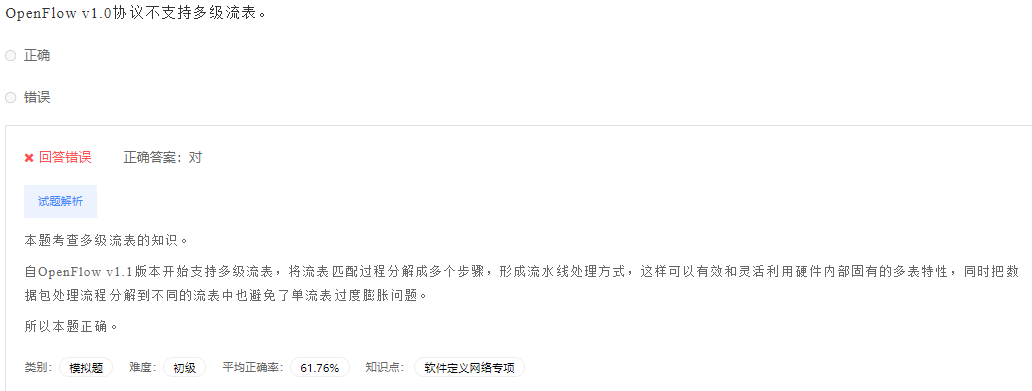 OpenFlow v1.0协议不支持多级流表。
正确
错误
回答错误 正确答案：对
试题解析
本题考查多级流表的知识。
自OpenFlow v1.1版本开始支持多级流表，将流表匹配过程分解成多个步骤，形成流水线处理方式，这样可以有效和灵活利用硬件内部固有的多表特性，同时把数
据包处理流程分解到不同的流表中也避免了单流表过度膨胀问题。
所以本题正确。
类别： 模拟题 难度： 初级 平均正确率： 61.76% 知识点： 软件定义网络专项